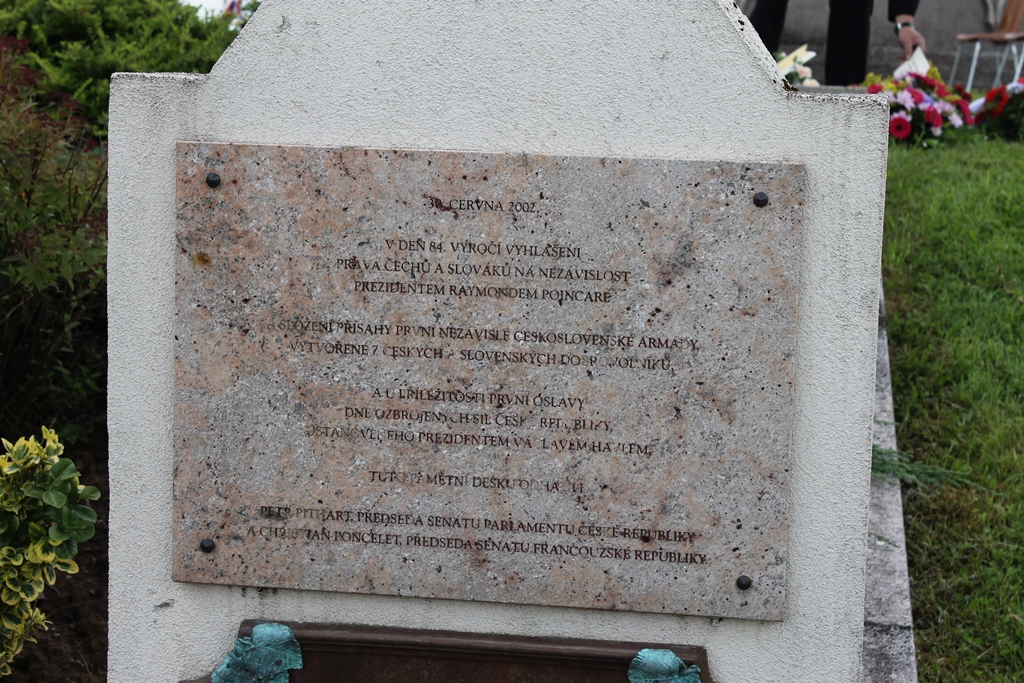 30. ČERVNA 2002,
V DEN 84. VÝROČÍ VYHLÁŠENÍ
PRÁVA ČECHŮ A SLOVÁKŮ NA NEZÁVISLOST
PREZIDENTEM RAYMONDEM POINCARÉ
A SLOŽENÍ PŘÍSAHY PRVNÍ NEZÁVISLÉ ČESKOSLOVENSKÉ ARMÁDY,
VYTVOŘENÉ Z ČESKÝCH A SLOVENSKÝCH DOBROVOLNÍKŮ,
A U PŘÍLEŽITOSTI PRVNÍ OSLAVY
DNE OZBROJENÝCH SIL ČESKÉ REPUBLIKY,
USTANOVENÉHO PREZIDENTEM VÁCLAVEM HAVLEM,
TUTO PAMĚTNÍ DESKU ODHALILI
PETR PITHART, PŘEDSEDA SENÁTU PARLAMENTU ČESKÉ REPUBLIKY
A CHRISTIAN PONCELET, PŘEDSEDA SENÁTU FRANCOUZSKÉ REPUBLIKY